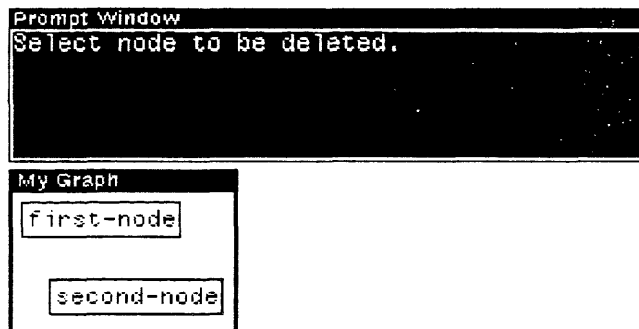 Prompt Window
Select node to be deleted.
My Graph
first-node
second-node